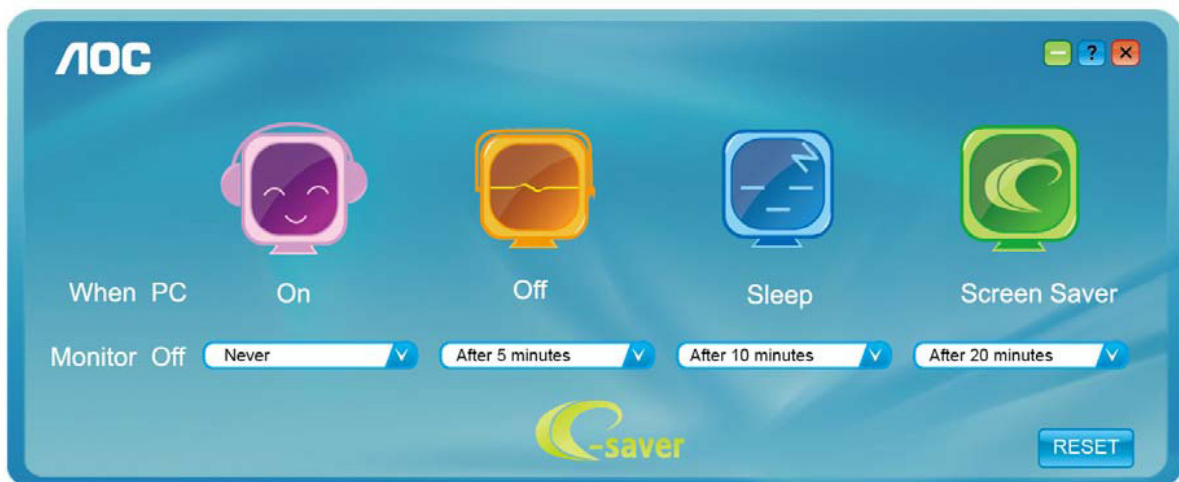 AOC
?
When PC On Off Sleep Screen Saver
Monitor Off Never After 5 minutes After 10 minutes After 20 minutes
e-saver
RESET